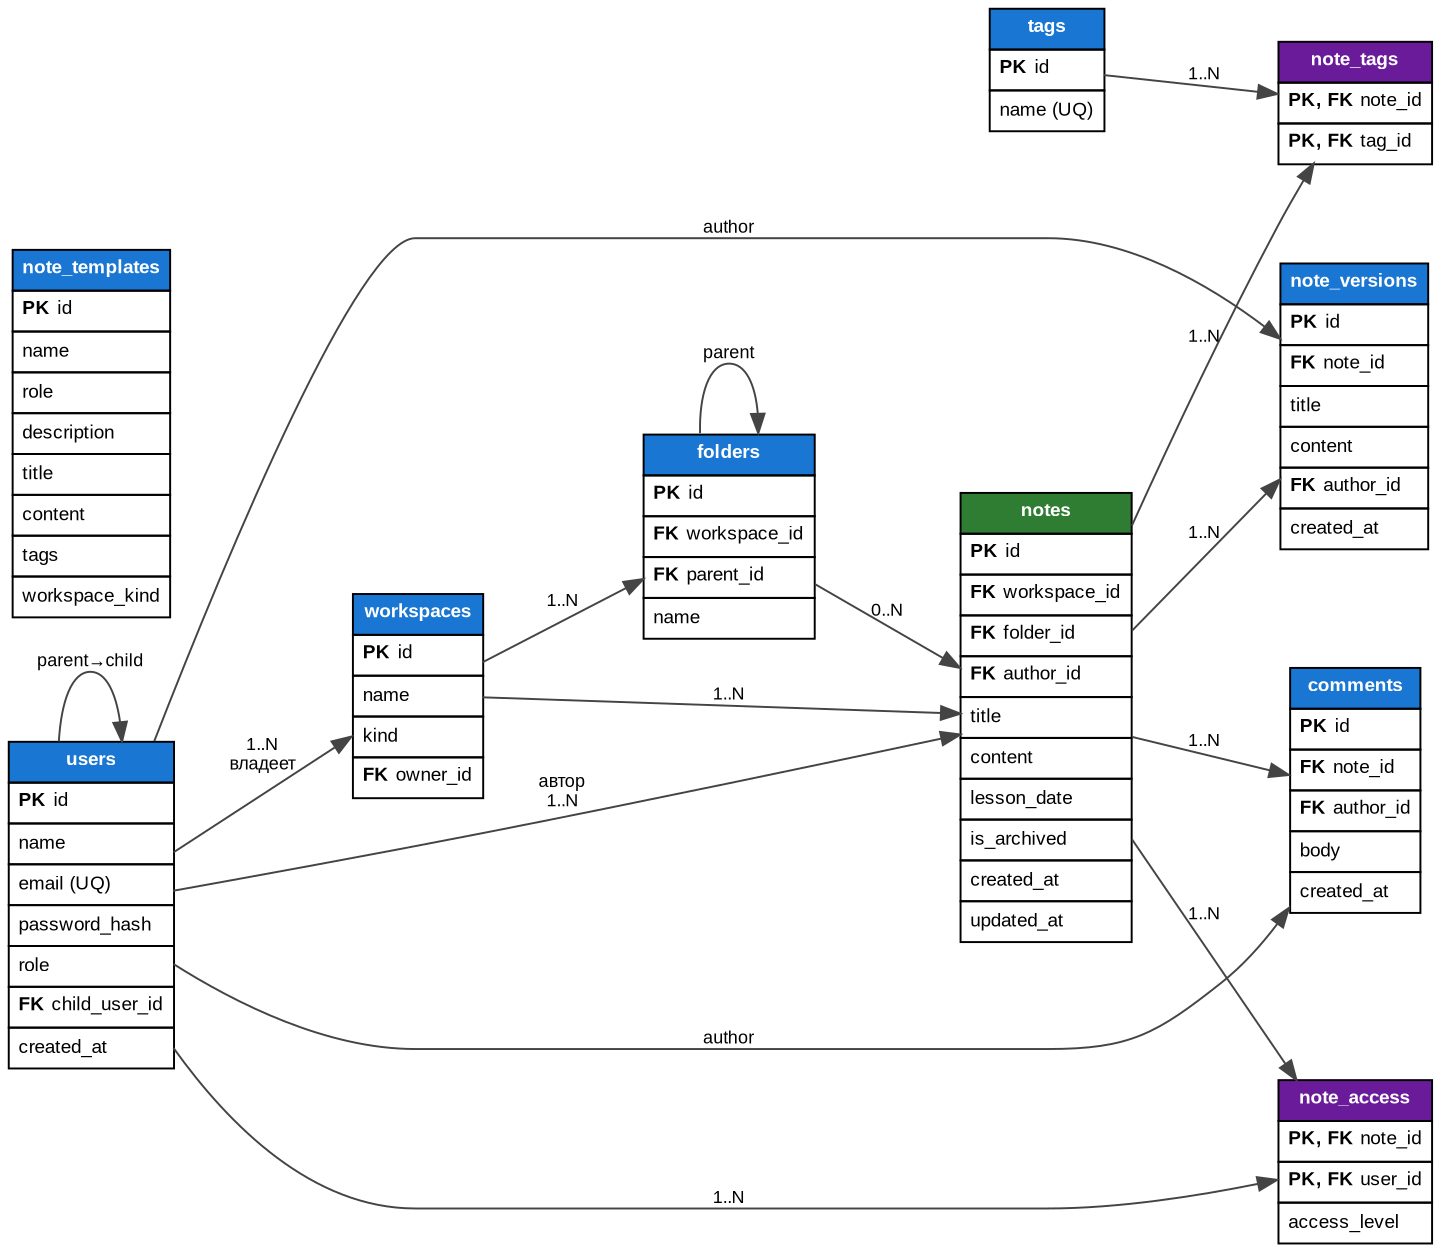 tags
PK id
name (UQ)
1..N
note_tags
PK, FK note_id
PK, FK tag_id
note_templates
PK id
name
role
description
title
content
tags
workspace_kind
author
note_versions
PK id
FK note_id
title
content
FK author_id
created_at
1..N
parent
folders
PK id
FK workspace_id
FK parent_id
name
notes
PK id
FK workspace_id
FK folder_id
FK author_id
title
content
lesson_date
is_archived
created_at
updated_at
1..N
workspaces
PK id
name
kind
FK owner_id
1..N
0..N
1..N
parent→child
users
PK id
name
email (UQ)
password_hash
role
FK child_user_id
created_at
1..N
владеет
автор
1..N
comments
PK id
FK note_id
FK author_id
body
created_at
1..N
1..N
author
note_access
PK, FK note_id
PK, FK user_id
access_level
1..N